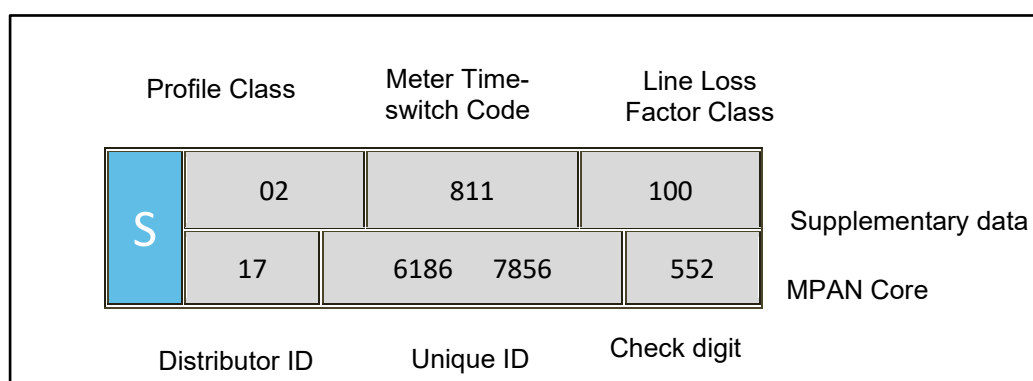 Profile Class
Meter Time-
switch Code
Line Loss
Factor Class
S
02 811 100
Supplementary data
17 6186 7856 552
MPAN Core
Distributor ID Unique ID Check digit